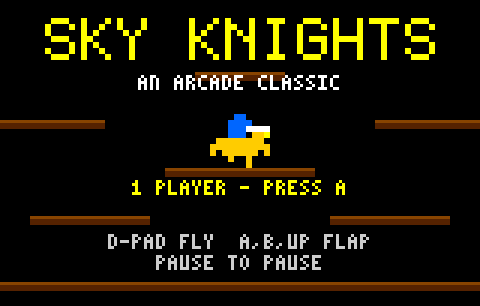 SKY KNIGHTS
AN ARCADE CLASSIC
1 PLAYER - PRESS A
D-PAD FLY  A,B,UP FLAP
PAUSE TO PAUSE